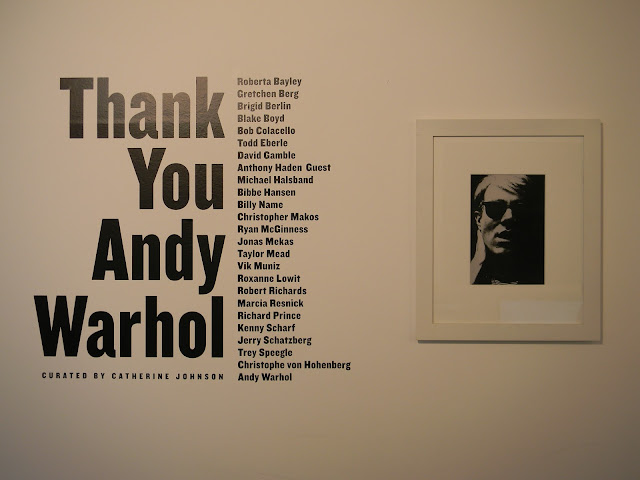 Thank
You
Andy
Warhol
CURATED BY CATHERINE JOHNSON
Roberta Bayley
Gretchen Berg
Brigid Berlin
Blake Boyd
Bob Colacello
Todd Eberle
David Gamble
Anthony Haden Guest
Michael Halsband
Bibbe Hansen
Billy Name
Christopher Makos
Ryan McGinness
Jonas Mekas
Taylor Mead
Vik Muniz
Roxanne Lowit
Robert Richards
Marcia Resnick
Richard Prince
Kenny Scharf
Jerry Schatzberg
Trey Speegle
Christophe von Hohenberg
Andy Warhol